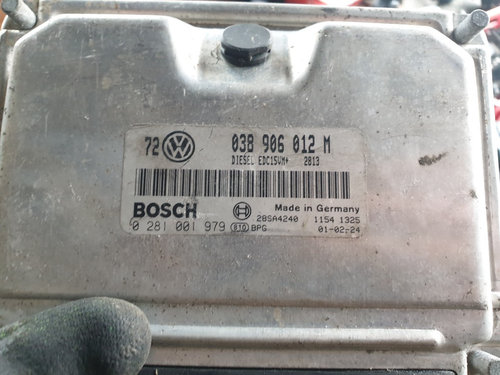 72 VW 038 906 012 M
DIESEL EDC15VM+ 2813
BOSCH Made in Germany
28SA4240 1154 1325
0 281 001 979 BPG 01-02-24